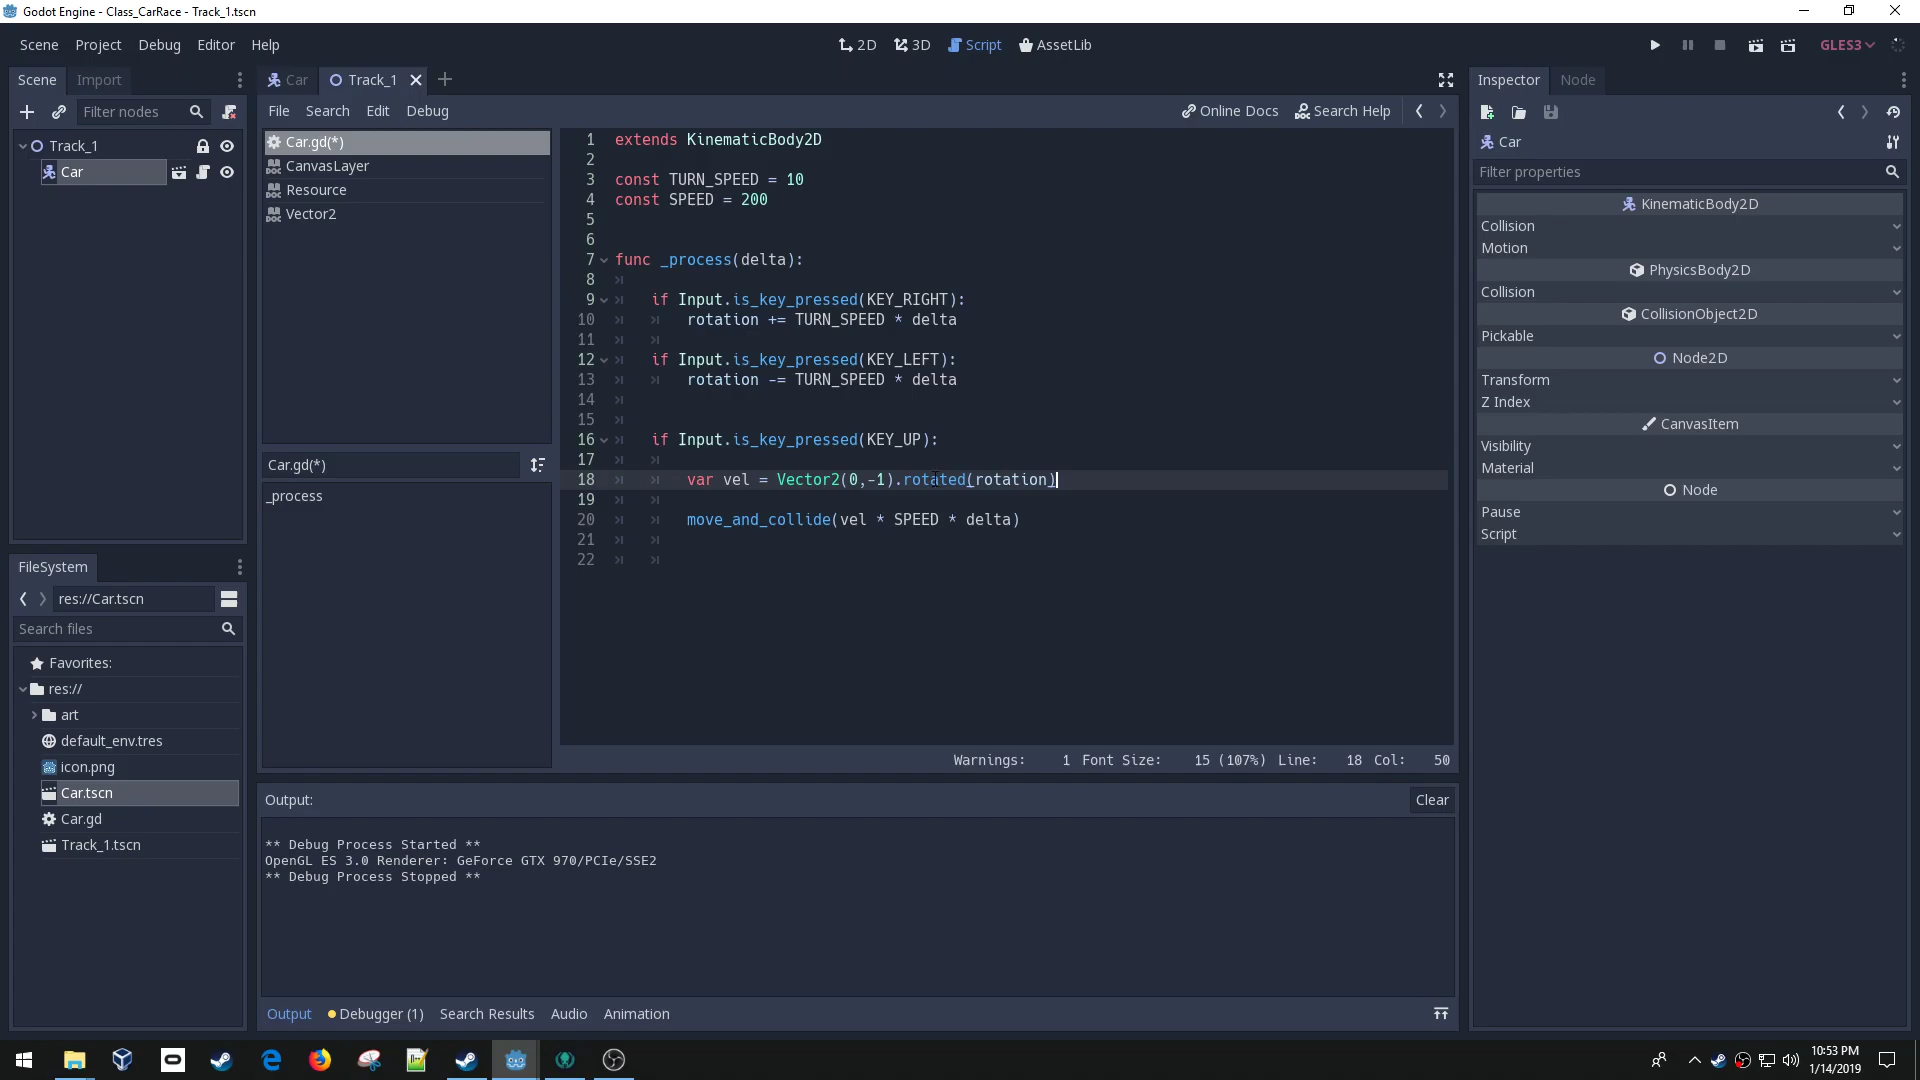 Godot Engine - Class_CarRace - Track_1.tscn
Scene Project Debug Editor Help
2D 3D Script AssetLib
GLES3
Scene Import
Filter nodes
Track_1
Car
Car Track_1
File Search Edit Debug
Online Docs Search Help
Car.gd(*)
CanvasLayer
Resource
Vector2
Car.gd(*)
_process
1 extends KinematicBody2D
2
3 const TURN_SPEED = 10
4 const SPEED = 200
5
6
7 func _process(delta):
8
9 if Input.is_key_pressed(KEY_RIGHT):
10 rotation += TURN_SPEED * delta
11
12 if Input.is_key_pressed(KEY_LEFT):
13 rotation -= TURN_SPEED * delta
14
15
16 if Input.is_key_pressed(KEY_UP):
17
18 var vel = Vector2(0,-1).rotated(rotation)
19
20 move_and_collide(vel * SPEED * delta)
21
22
Warnings: 1 Font Size: 15 (107%) Line: 18 Col: 50
FileSystem
res://Car.tscn
Search files
Favorites:
res://
art
default_env.tres
icon.png
Car.tscn
Car.gd
Track_1.tscn
Output:
Clear
** Debug Process Started **
OpenGL ES 3.0 Renderer: GeForce GTX 970/PCIe/SSE2
** Debug Process Stopped **
Output Debugger (1) Search Results Audio Animation
Inspector Node
Car
Filter properties
KinematicBody2D
Collision
Motion
PhysicsBody2D
Collision
CollisionObject2D
Pickable
Node2D
Transform
Z Index
CanvasItem
Visibility
Material
Node
Pause
Script
10:53 PM
1/14/2019